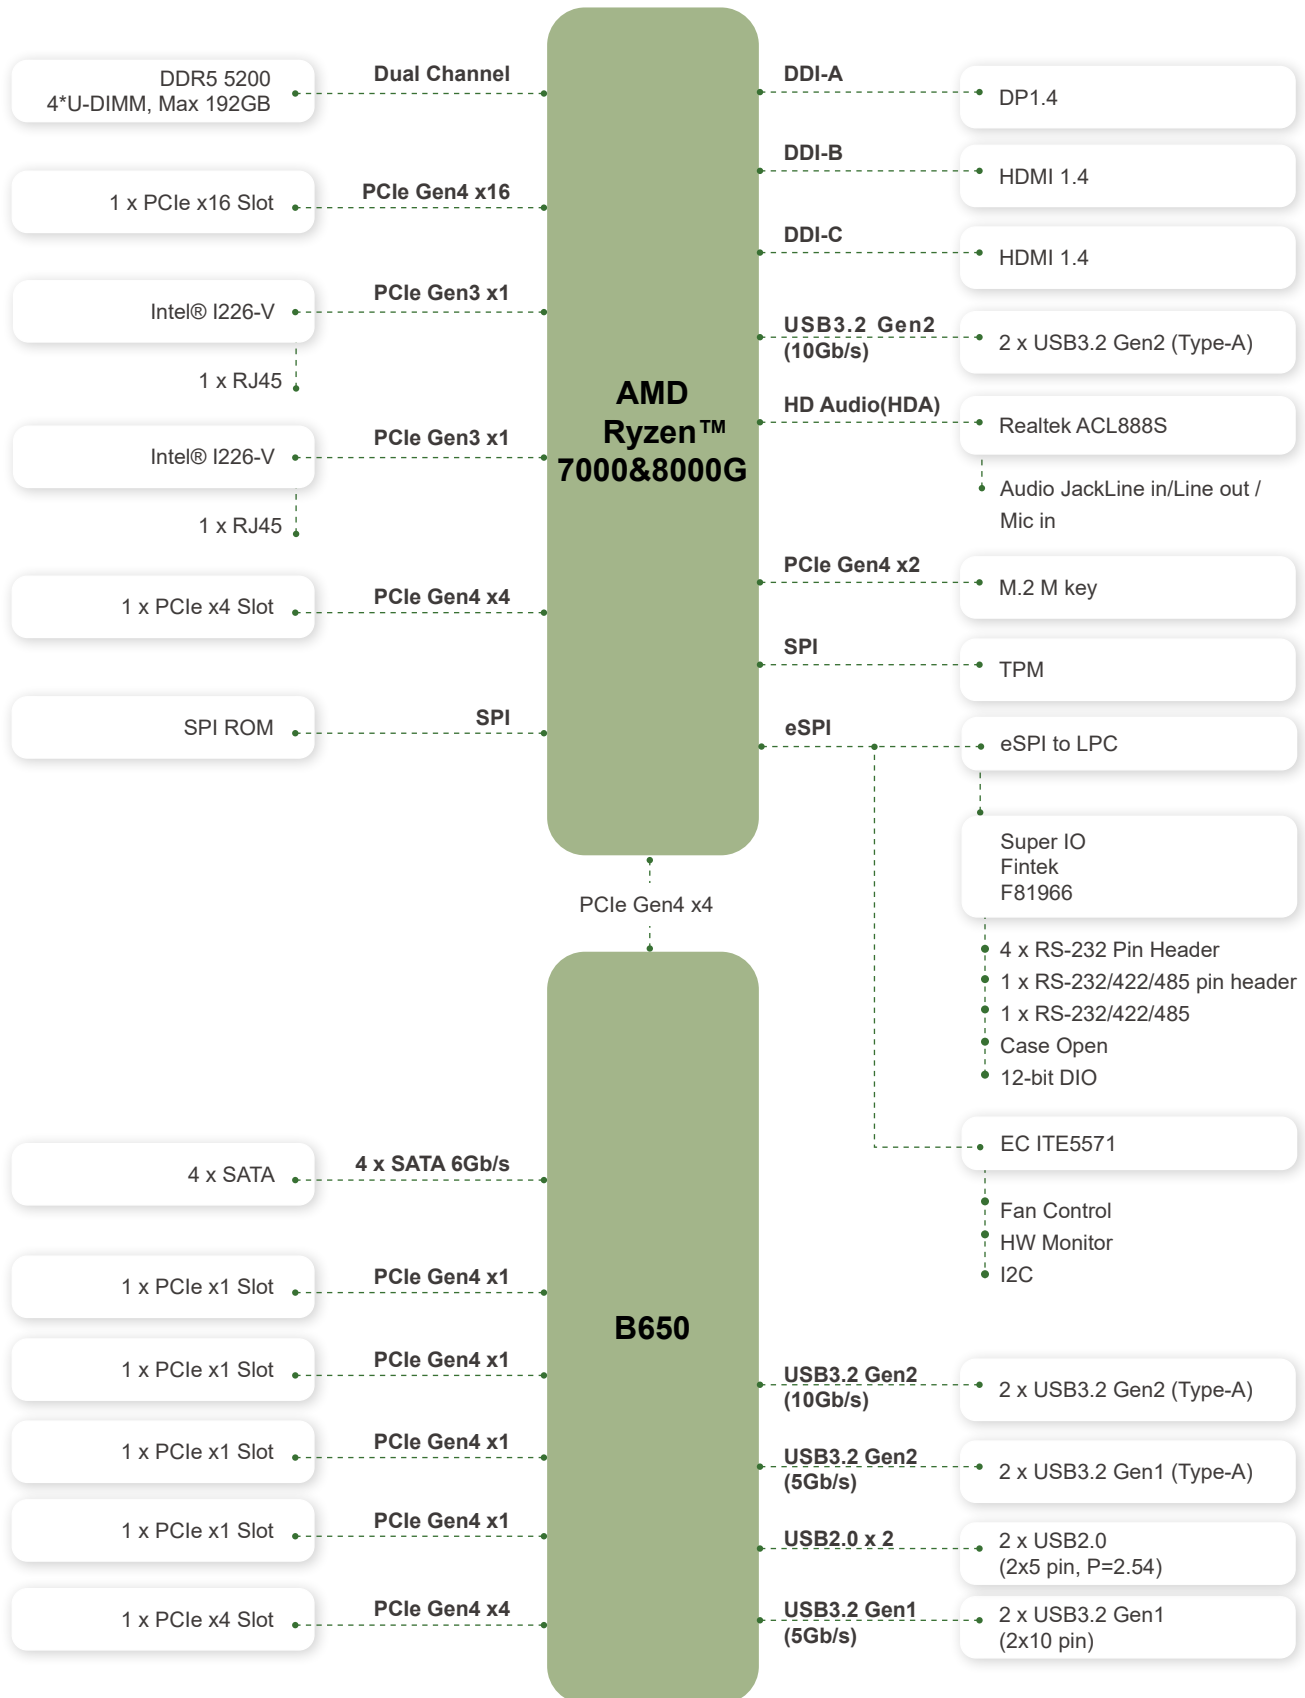 DDR5 5200
4*U-DIMM, Max 192GB
Dual Channel
1 x PCIe x16 Slot
PCIe Gen4 x16
Intel® I226-V
PCIe Gen3 x1
1 x RJ45
Intel® I226-V
PCIe Gen3 x1
1 x RJ45
1 x PCIe x4 Slot
PCIe Gen4 x4
SPI ROM
SPI
AMD
Ryzen™
7000&8000G
DDI-A
DP1.4
DDI-B
HDMI 1.4
DDI-C
HDMI 1.4
USB3.2 Gen2
(10Gb/s)
2 x USB3.2 Gen2 (Type-A)
HD Audio(HDA)
Realtek ACL888S
Audio JackLine in/Line out /
Mic in
PCIe Gen4 x2
M.2 M key
SPI
TPM
eSPI
eSPI to LPC
Super IO
Fintek
F81966
4 x RS-232 Pin Header
1 x RS-232/422/485 pin header
1 x RS-232/422/485
Case Open
12-bit DIO
EC ITE5571
Fan Control
HW Monitor
I2C
PCIe Gen4 x4
4 x SATA
4 x SATA 6Gb/s
1 x PCIe x1 Slot
PCIe Gen4 x1
1 x PCIe x1 Slot
PCIe Gen4 x1
1 x PCIe x1 Slot
PCIe Gen4 x1
1 x PCIe x1 Slot
PCIe Gen4 x1
1 x PCIe x4 Slot
PCIe Gen4 x4
B650
USB3.2 Gen2
(10Gb/s)
2 x USB3.2 Gen2 (Type-A)
USB3.2 Gen2
(5Gb/s)
2 x USB3.2 Gen1 (Type-A)
USB2.0 x 2
2 x USB2.0
(2x5 pin, P=2.54)
USB3.2 Gen1
(5Gb/s)
2 x USB3.2 Gen1
(2x10 pin)